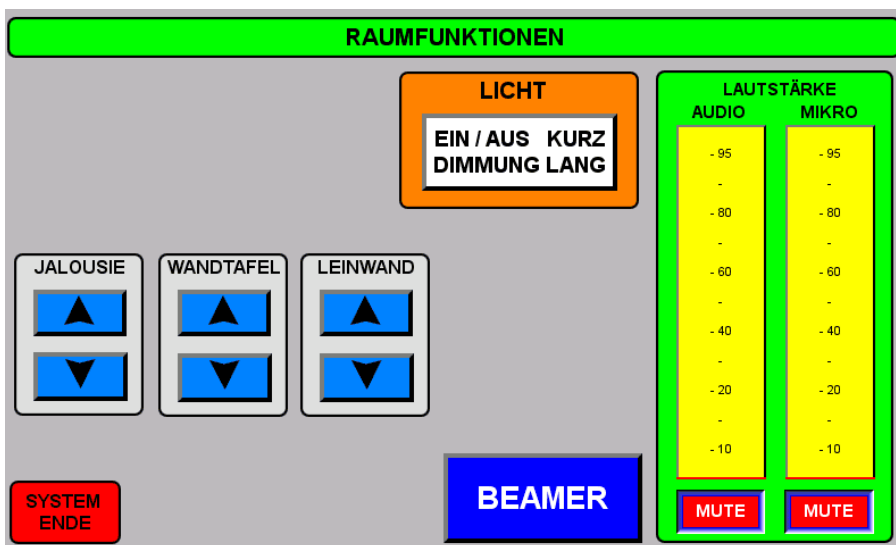 RAUMFUNKTIONEN
LICHT
EIN / AUS KURZ
DIMMUNG LANG
LAUTSTÄRKE
AUDIO MIKRO
- 95 - 95
- -
- 80 - 80
- -
- 60 - 60
- -
- 40 - 40
- -
- 20 - 20
- -
- 10 - 10
MUTE MUTE
JALOUSIE WANDTAFEL LEINWAND
BEAMER
SYSTEM
ENDE